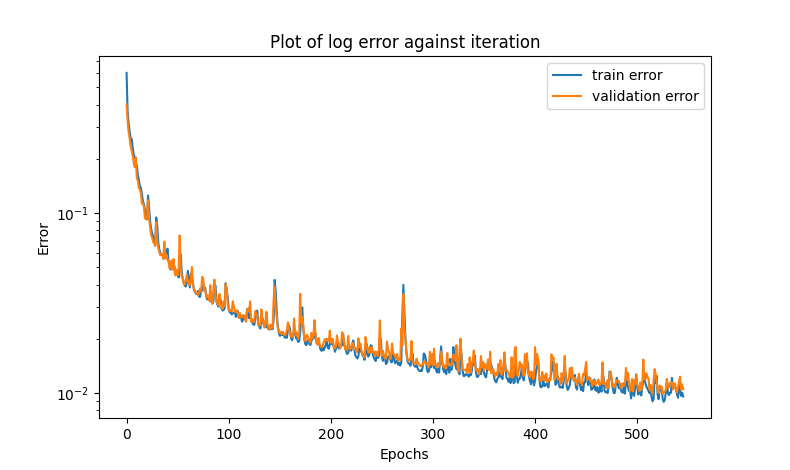 Plot of log error against iteration
train error
validation error
Error
10⁻¹
10⁻²
0 100 200 300 400 500
Epochs